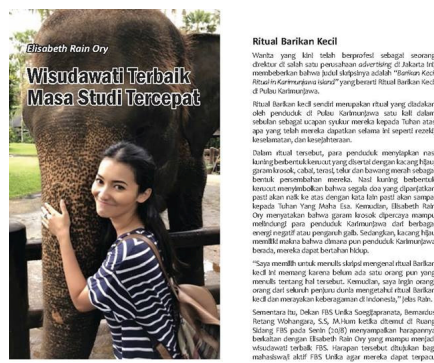 Elisabeth Rain Ory
Wisudawati Terbaik
Masa Studi Tercepat
Ritual Barikan Kecil
Wanita yang kini telah berprofesi sebagai seorang
direktur di salah satu perusahaan advertising di Jakarta ini
membeberkan bahwa judul skripsinya adalah "Barikan Kecil
Ritual in Karimunjawa Island" yang berarti Ritual Barikan Kecil
di Pulau Karimunjawa.
Ritual Barikan Kecil sendiri merupakan ritual yang diadakan
oleh penduduk di Pulau Karimunjawa satu kali dalam
sebulan sebagai ucapan syukur mereka kepada Tuhan atas
apa yang telah mereka dapatkan selama ini seperti rezeki,
keselamatan, dan kesejahteraan.
Dalam ritual tersebut, para penduduk menyiapkan nasi
kuning berbentuk kerucut yang disertai dengan kacang hijau,
garam krosok, cabai, terasi, telur dan bawang merah sebagai
bentuk persembahan mereka. Nasi kuning berbentuk
kerucut menyimbolkan bahwa segala doa yang dipanjatkan
pasti akan naik ke atas dengan kata lain pasti akan sampai
kepada Tuhan Yang Maha Esa. Kemudian, Elisabeth Rain
Ory menyatakan bahwa garam krosok dipercaya mampu
melindungi para penduduk Karimunjawa dari berbagai
energi negatif atau pengaruh gaib. Sedangkan, kacang hijau
memiliki makna bahwa dimana pun penduduk Karimunjawa
berada, mereka dapat bertahan hidup.
"Saya memilih untuk menulis skripsi mengenai ritual Barikan
kecil ini memang karena belum ada satu orang pun yang
menulis tentang hal tersebut. Kemudian, saya ingin orang-
orang dari seluruh penjuru dunia mengetahui ritual Barikan
kecil dan merayakan keberagaman di Indonesia," jelas Rain.
Sementara itu, Dekan FBS Unika Soegijapranata, Bernardus
Retang Wohangara, S.S, M.Hum ketika ditemui di Ruang
Sidang FBS pada Senin (20/8) menyampaikan harapannya
berkaitan dengan Elisabeth Rain Ory yang mampu menjadi
wisudawati terbaik FBS. Harapan tersebut ditujukan bagi
mahasiswa/i aktif FBS Unika agar mereka dapat terpacu